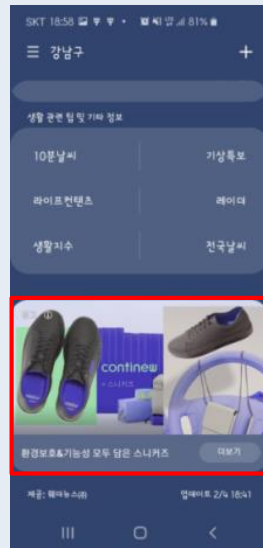 SKT 18:58
81%
강남구
생활 관련 팁 및 기타 정보
10분날씨
기상특보
라이프컨텐츠
레이더
생활지수
전국날씨
continew
+ 스니커즈
환경보호&기능성 모두 담은 스니커즈
더보기
제공: 웨더뉴스㈜
업데이트 2/4 18:41